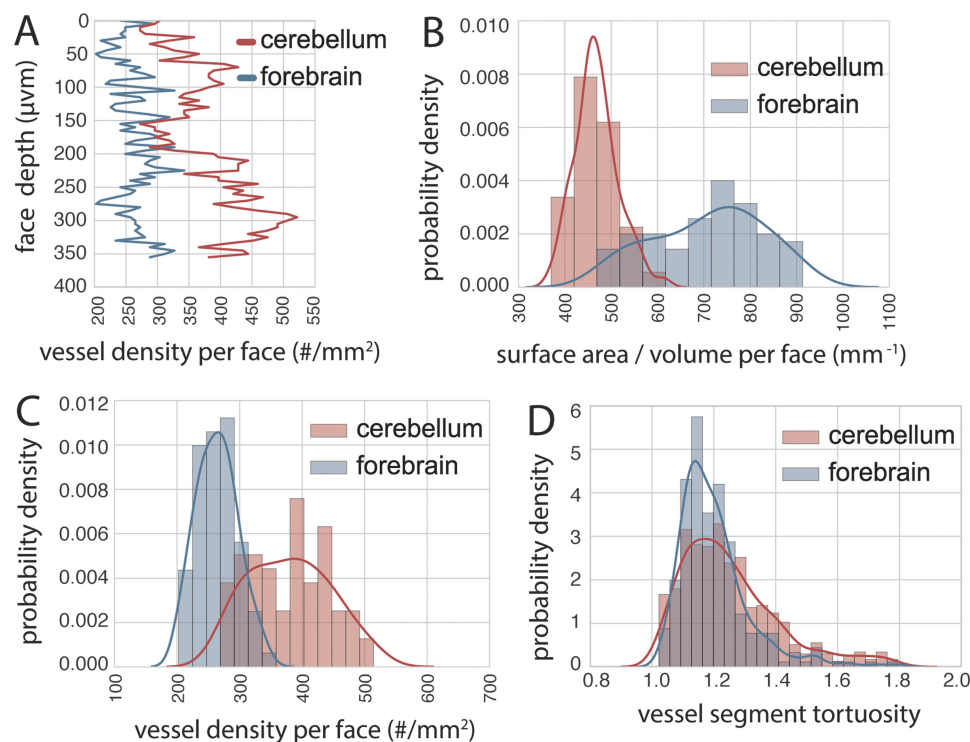 A
cerebellum
forebrain
0
50
100
150
200
250
300
350
400
face depth (µvm)
200 250 300 350 400 450 500 550
vessel density per face (#/mm²)
B
cerebellum
forebrain
0.010
0.008
0.006
0.004
0.002
0.000
probability density
300 400 500 600 700 800 900 1000 1100
surface area / volume per face (mm⁻¹)
C
cerebellum
forebrain
0.012
0.010
0.008
0.006
0.004
0.002
0.000
probability density
100 200 300 400 500 600 700
vessel density per face (#/mm²)
D
cerebellum
forebrain
6
5
4
3
2
1
0
probability density
0.8 1.0 1.2 1.4 1.6 1.8 2.0
vessel segment tortuosity